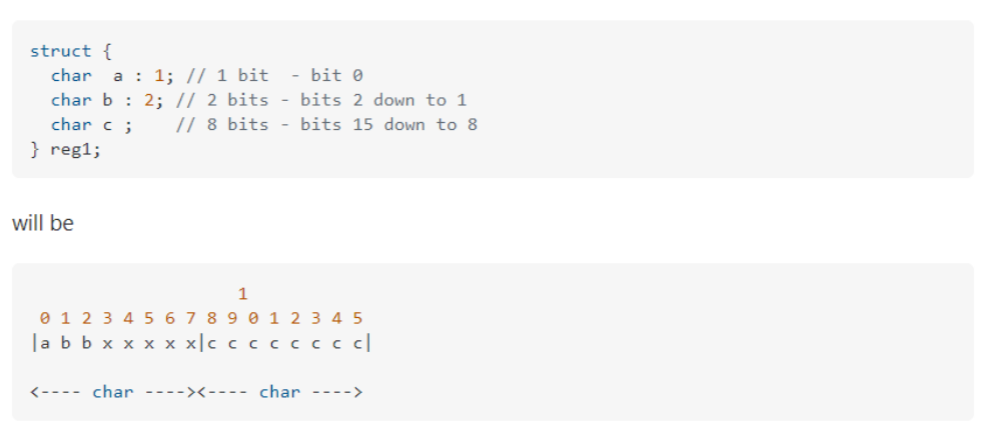 struct {
  char  a : 1; // 1 bit  - bit 0
  char b : 2; // 2 bits - bits 2 down to 1
  char c ;    // 8 bits - bits 15 down to 8
} reg1;
will be
                    1
 0 1 2 3 4 5 6 7 8 9 0 1 2 3 4 5
|a b b x x x x x|c c c c c c c c|
<---- char ----><---- char ---->